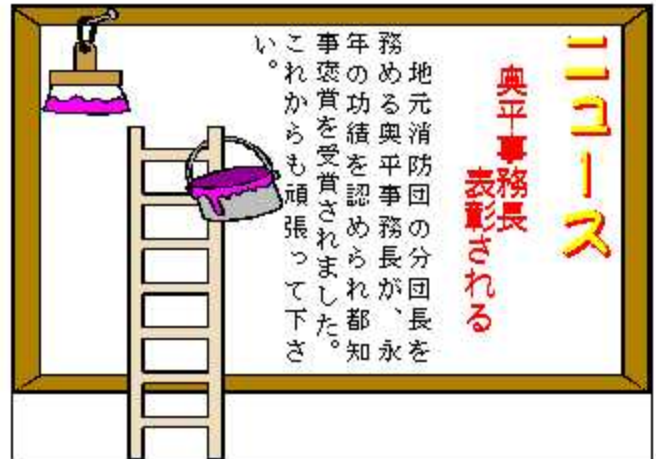 ニュース
奥平事務長
表彰される
地元消防団の分団長を
務める奥平事務長が、永
年の功績を認められ都知
事褒賞を受賞されました。
これからも頑張って下さ
い。